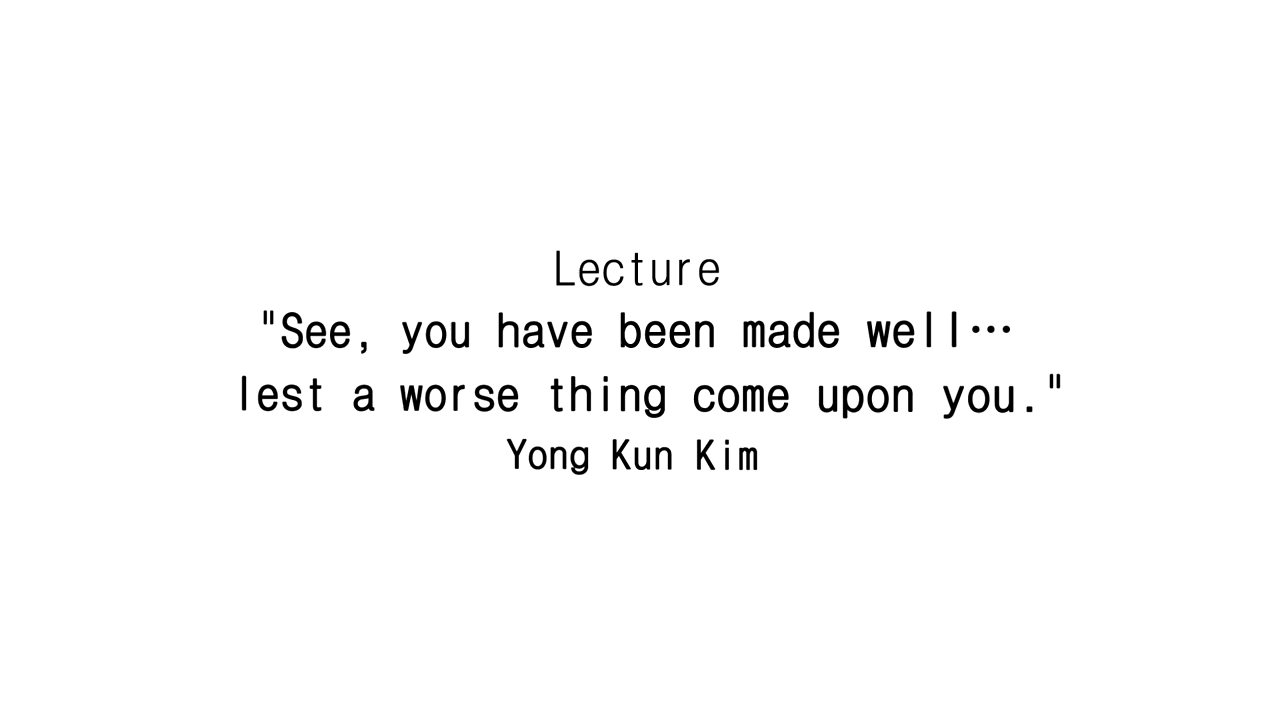 Lecture
"See, you have been made well…
lest a worse thing come upon you."
Yong Kun Kim